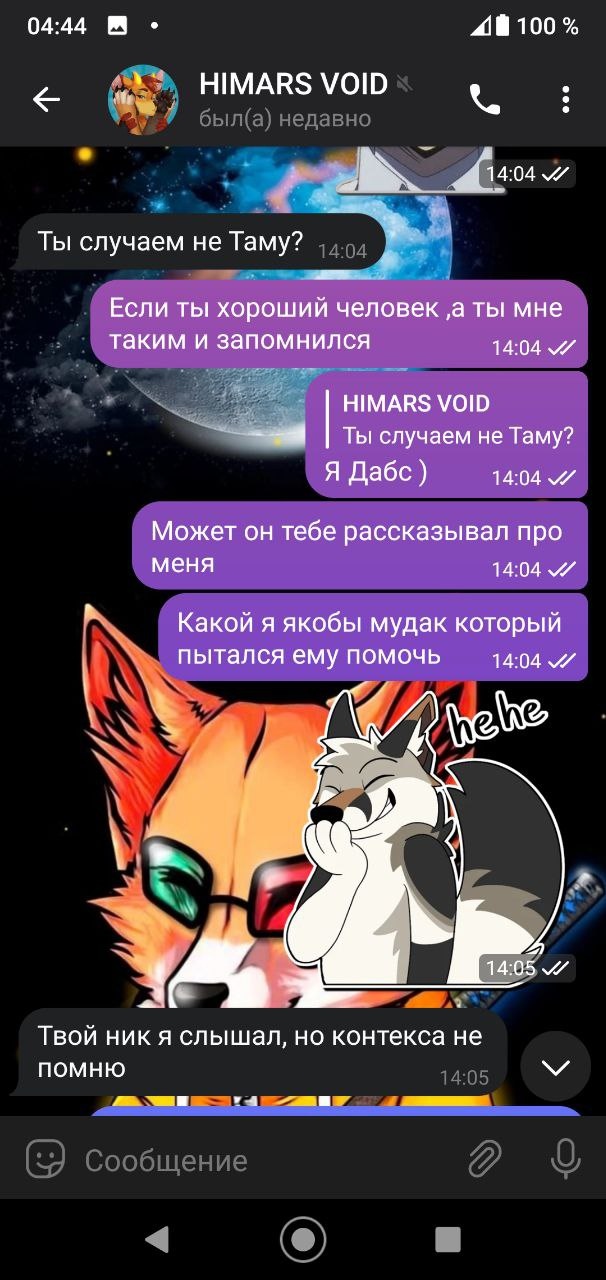 04:44
100 %
HIMARS VOID
был(а) недавно
14:04
Ты случаем не Таму?
14:04
Если ты хороший человек ,а ты мне
таким и запомнился
14:04
HIMARS VOID
Ты случаем не Таму?
Я Дабс )
14:04
Может он тебе рассказывал про
меня
14:04
Какой я якобы мудак который
пытался ему помочь
14:04
hehe
14:05
Твой ник я слышал, но контекса не
помню
14:05
Сообщение